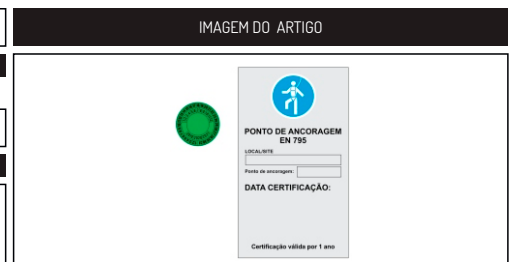 IMAGEM DO ARTIGO
PONTO DE ANCORAGEM
EN 795
LOCAL/SITE
Ponto de ancoragem:
DATA CERTIFICAÇÃO:
Certificação válida por 1 ano